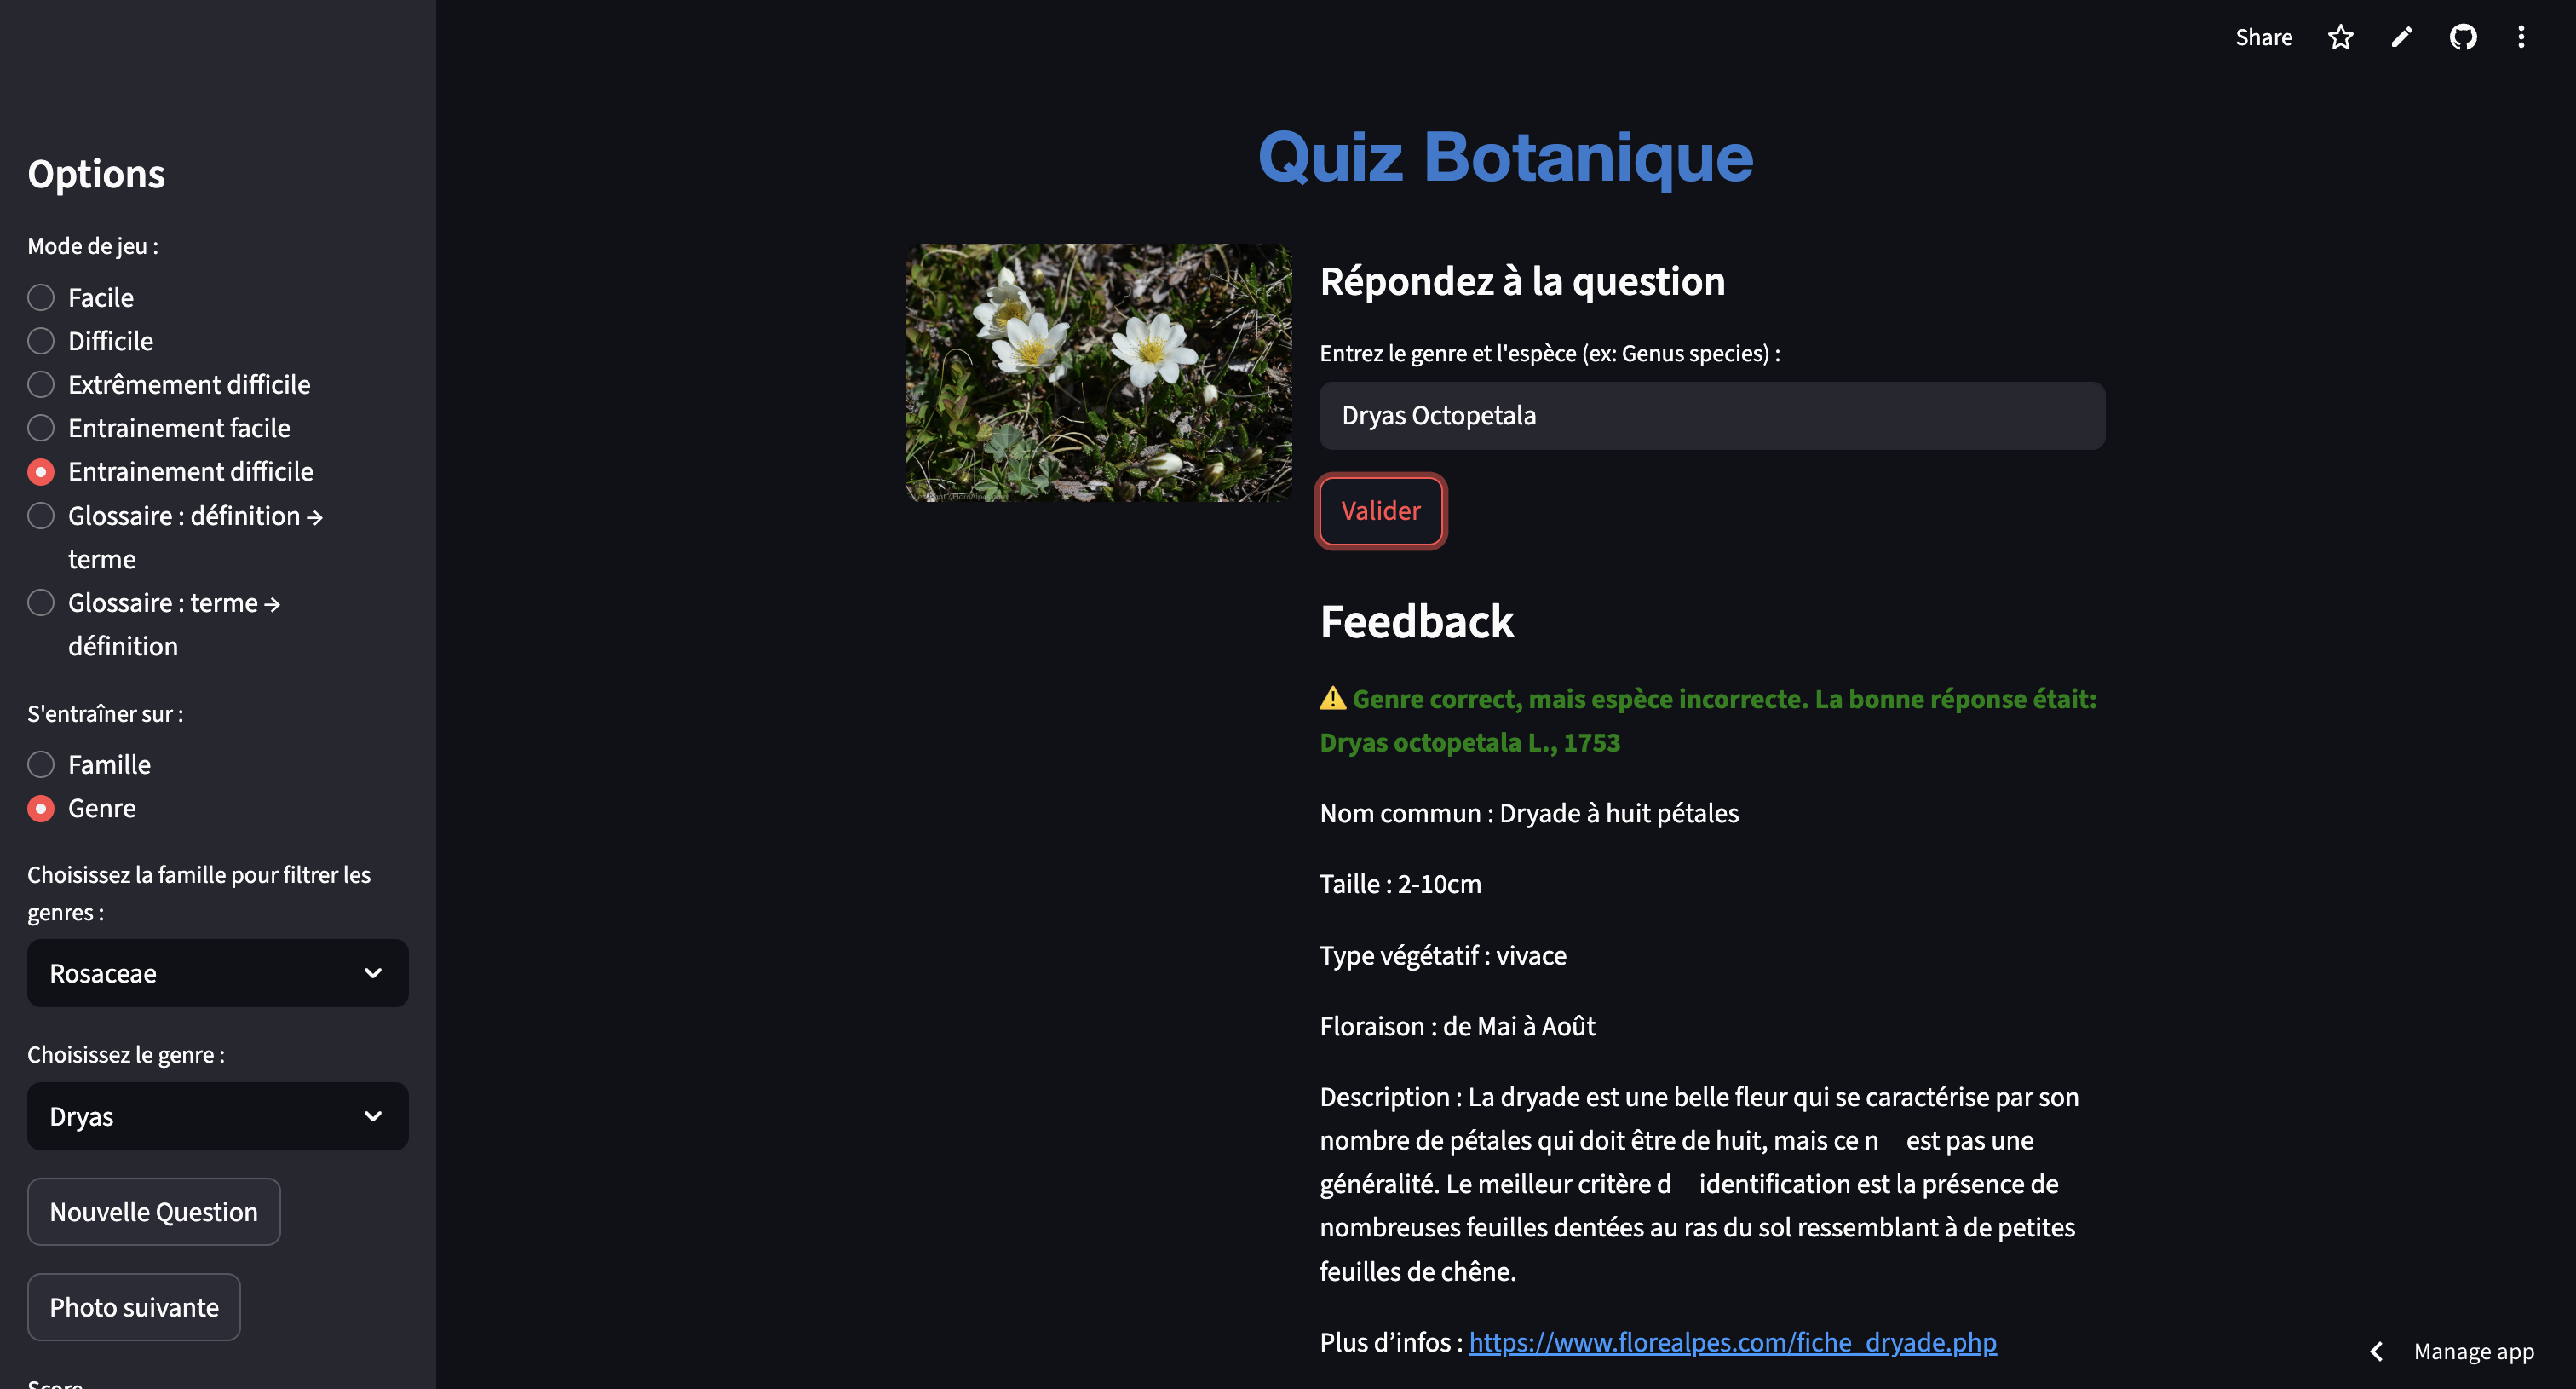 Share
Options
Mode de jeu :
Facile
Difficile
Extrêmement difficile
Entrainement facile
Entrainement difficile
Glossaire : définition →
terme
Glossaire : terme →
définition
S'entraîner sur :
Famille
Genre
Choisissez la famille pour filtrer les
genres :
Rosaceae
Choisissez le genre :
Dryas
Nouvelle Question
Photo suivante
Score
Quiz Botanique
Répondez à la question
Entrez le genre et l'espèce (ex: Genus species) :
Dryas Octopetala
Valider
Feedback
⚠️ Genre correct, mais espèce incorrecte. La bonne réponse était:
Dryas octopetala L., 1753
Nom commun : Dryade à huit pétales
Taille : 2-10cm
Type végétatif : vivace
Floraison : de Mai à Août
Description : La dryade est une belle fleur qui se caractérise par son
nombre de pétales qui doit être de huit, mais ce n est pas une
généralité. Le meilleur critère d identification est la présence de
nombreuses feuilles dentées au ras du sol ressemblant à de petites
feuilles de chêne.
Plus d’infos : https://www.florealpes.com/fiche_dryade.php
Manage app